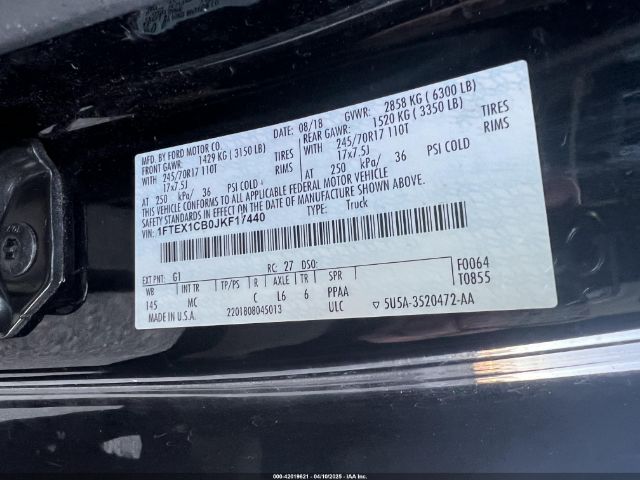 MFD. BY FORD MOTOR CO.
DATE: 08/18 GVWR: 2858 KG ( 6300 LB)
FRONT GAWR: 1429 KG ( 3150 LB) REAR GAWR: 1520 KG ( 3350 LB)
WITH 245/70R17 110T TIRES WITH 245/70R17 110T TIRES
17x7.5J RIMS 17x7.5J RIMS
AT 250 kPa/ 36 PSI COLD AT 250 kPa/ 36 PSI COLD
THIS VEHICLE CONFORMS TO ALL APPLICABLE FEDERAL MOTOR VEHICLE
SAFETY STANDARDS IN EFFECT ON THE DATE OF MANUFACTURE SHOWN ABOVE.
VIN: 1FTEX1CB0JKF17440 TYPE: Truck
EXT PNT: G1 RC: 27 DSO: F0064
WB INT TR TP/PS R AXLE TR SPR T0855
145 MC C L6 6 PPAA
MADE IN U.S.A. 2201808045013 ULC 5U5A-3520472-AA
000-42019621 - 04/10/2025 - IAA Inc.